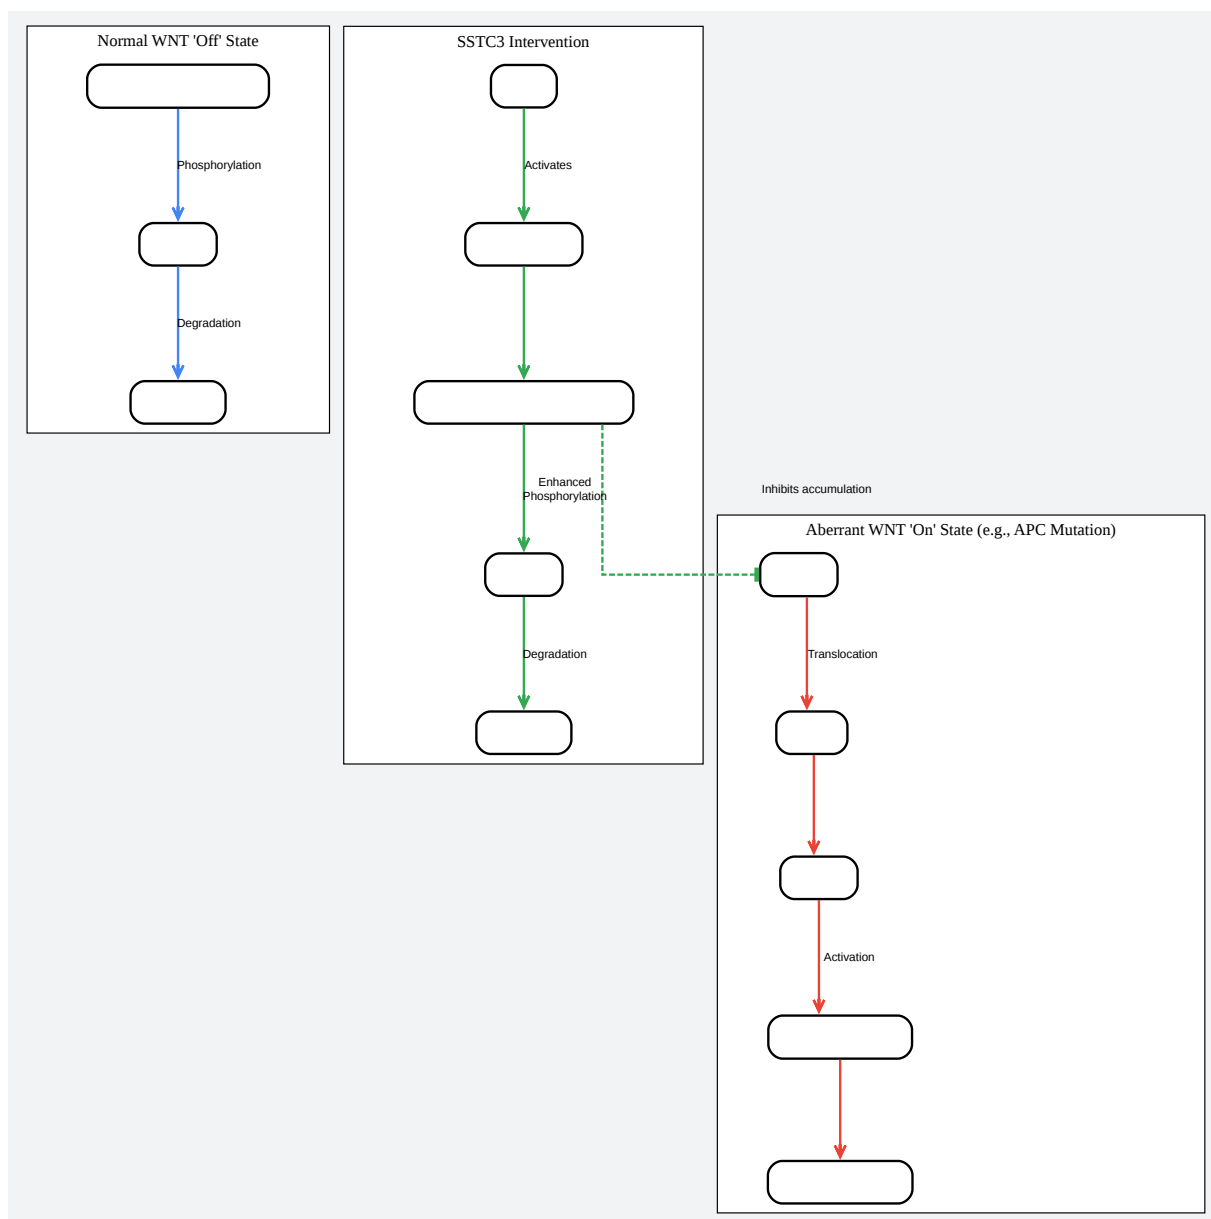 Normal WNT 'Off' State
Phosphorylation
Degradation
SSTC3 Intervention
Activates
Enhanced
Phosphorylation
Degradation
Inhibits accumulation
Aberrant WNT 'On' State (e.g., APC Mutation)
Translocation
Activation